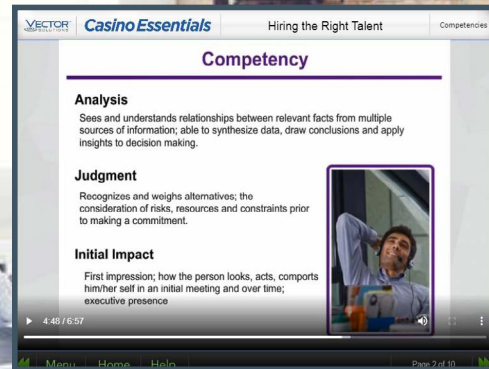 VECTOR SOLUTIONS
Casino Essentials
Hiring the Right Talent
Competencies
Competency
Analysis
Sees and understands relationships between relevant facts from multiple
sources of information; able to synthesize data, draw conclusions and apply
insights to decision making.
Judgment
Recognizes and weighs alternatives; the
consideration of risks, resources and constraints prior
to making a commitment.
Initial Impact
First impression; how the person looks, acts, comports
him/her self in an initial meeting and over time;
executive presence
4:48 / 6:57
Menu Home Help Page 2 of 10